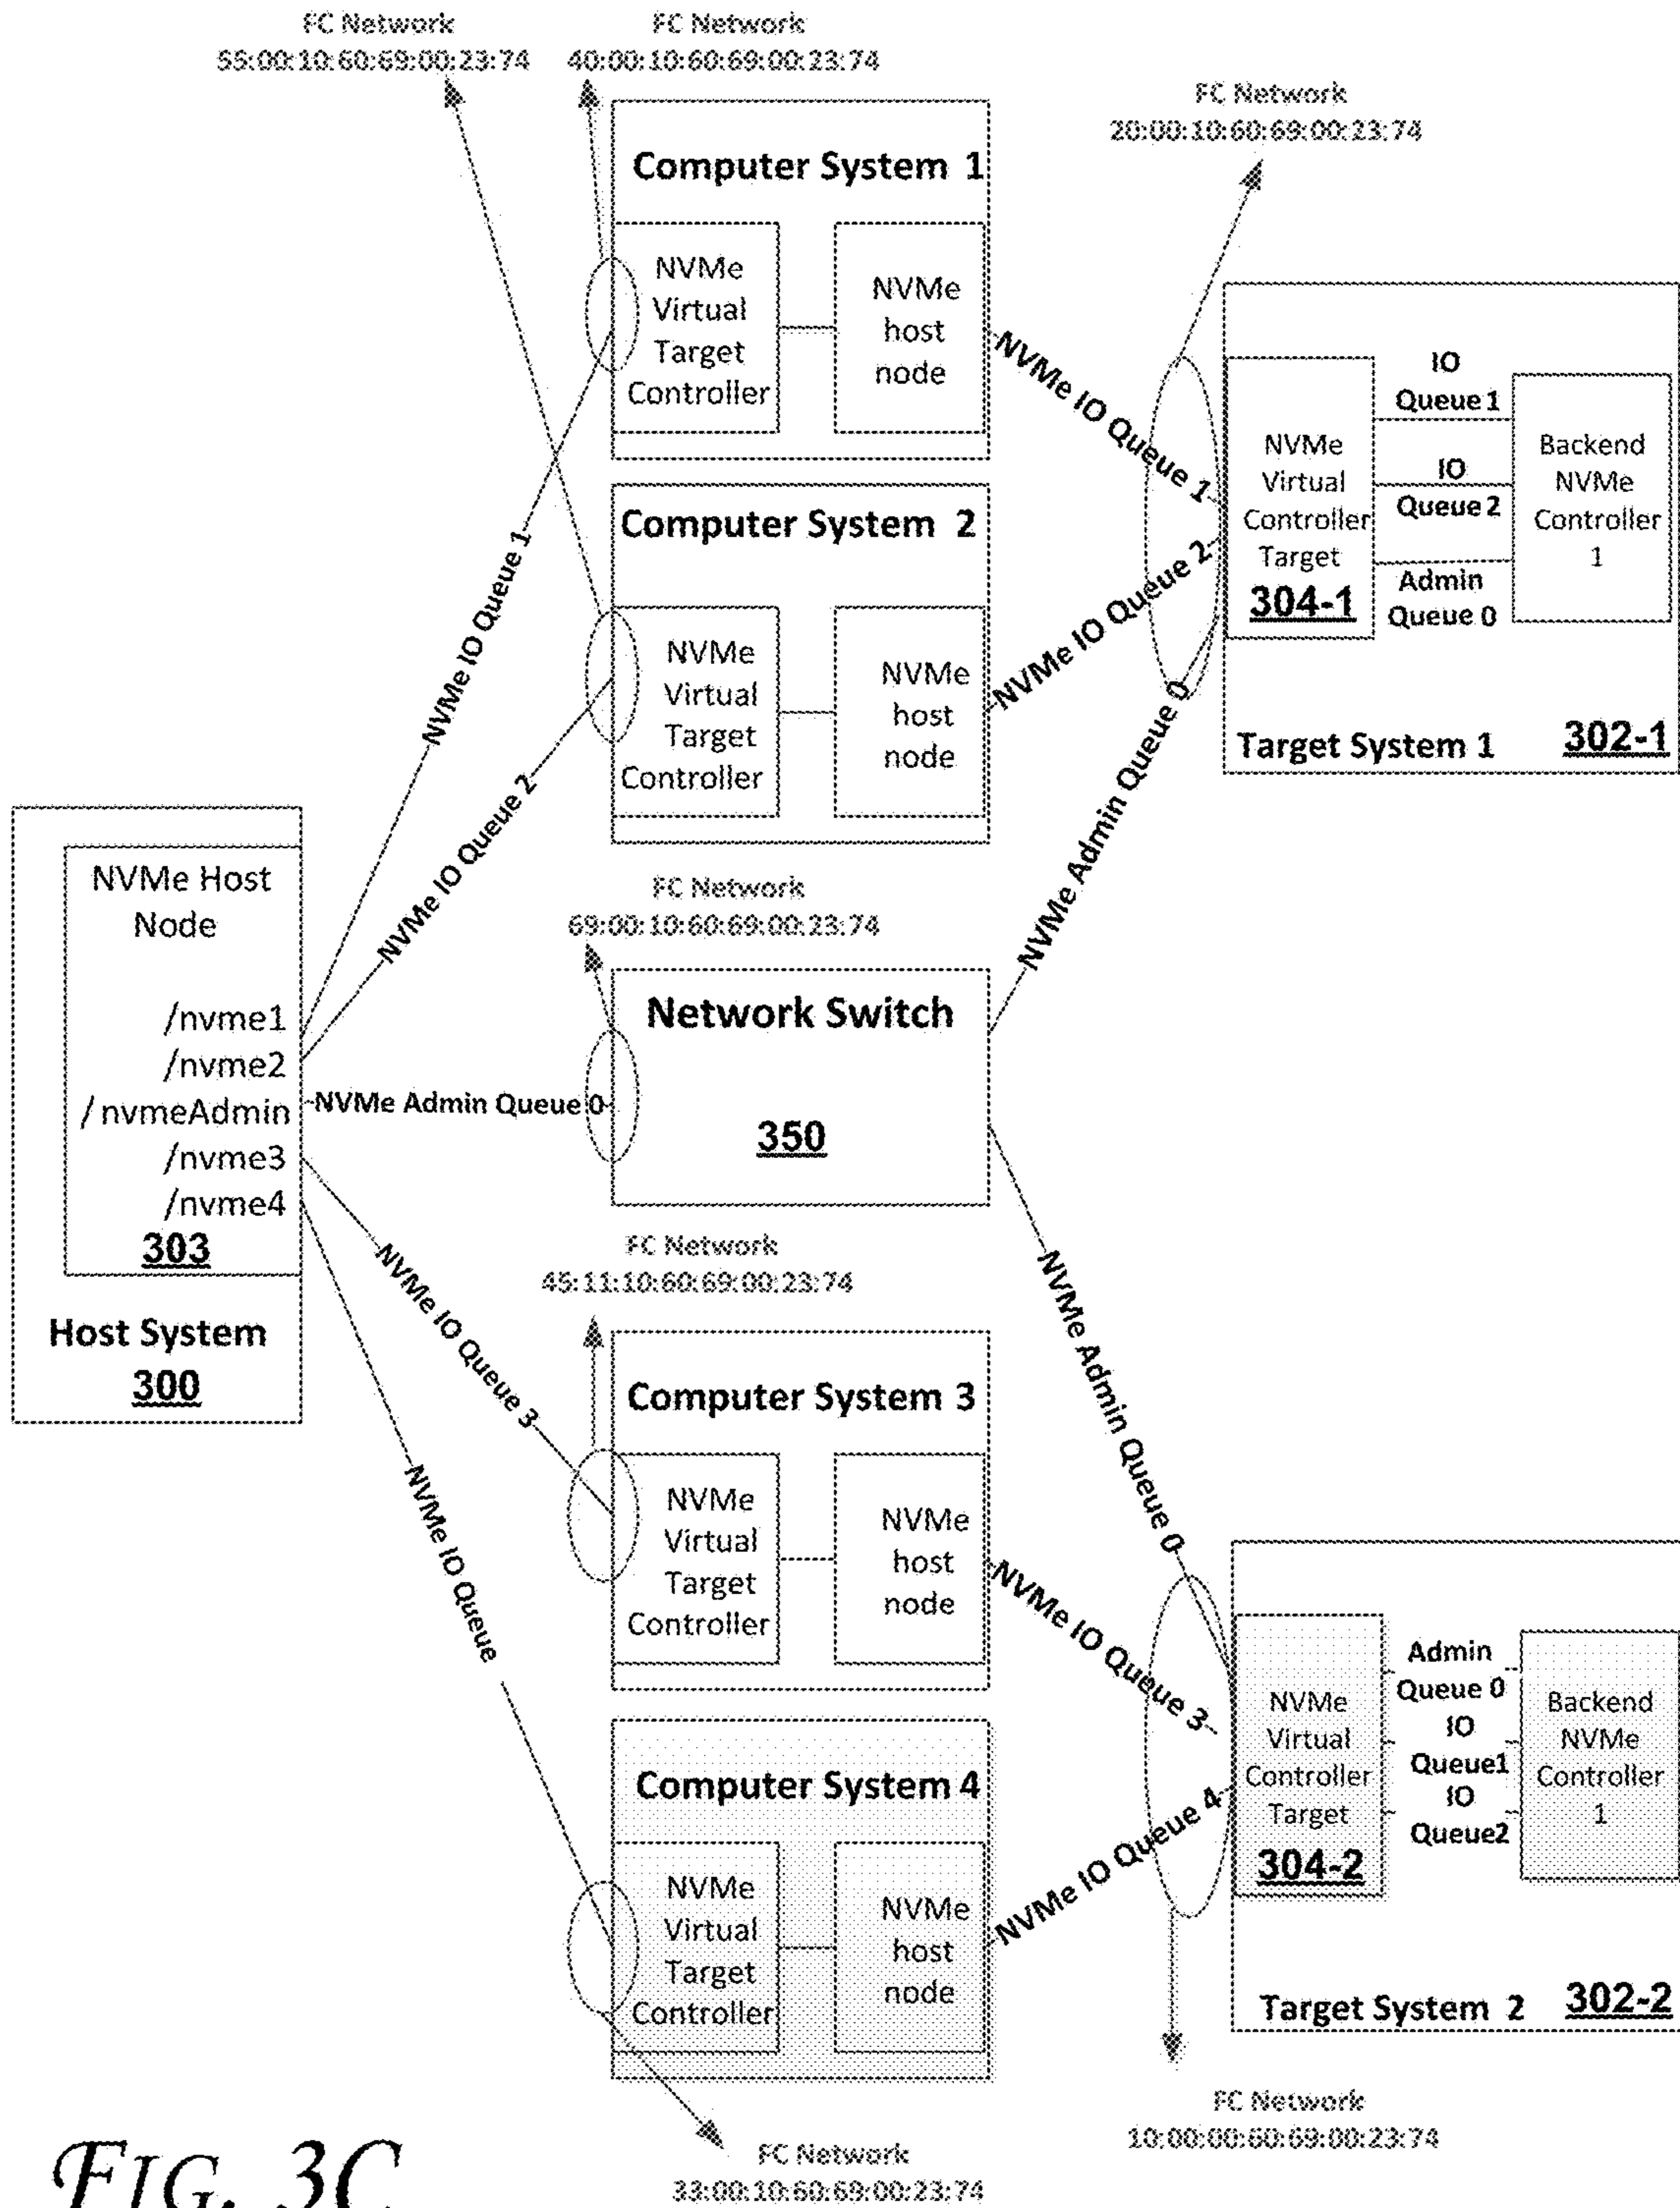 FC Network
55:00:10:60:69:00:23:74
FC Network
40:00:10:60:69:00:23:74
FC Network
20:00:10:60:69:00:23:74
Computer System 1
NVMe
Virtual
Target
Controller
NVMe
host
node
NVMe IO Queue 1
NVMe IO Queue 1
IO
Queue 1
IO
Queue 2
Admin
Queue 0
NVMe
Virtual
Controller
Target
304-1
Backend
NVMe
Controller
1
Target System 1
302-1
Computer System 2
NVMe
Virtual
Target
Controller
NVMe
host
node
NVMe IO Queue 2
NVMe IO Queue 2
NVMe Admin Queue 0
NVMe Host
Node
/nvme1
/nvme2
/nvmeAdmin
/nvme3
/nvme4
303
Host System
300
FC Network
69:00:10:60:69:00:23:74
NVMe Admin Queue 0
Network Switch
350
FC Network
45:11:10:60:69:00:23:74
NVMe IO Queue 3
NVMe Admin Queue 0
Computer System 3
NVMe
Virtual
Target
Controller
NVMe
host
node
NVMe IO Queue
NVMe IO Queue 3
Computer System 4
NVMe
Virtual
Target
Controller
NVMe
host
node
NVMe IO Queue 4
NVMe
Virtual
Controller
Target
304-2
Admin
Queue 0
IO
Queue1
IO
Queue2
Backend
NVMe
Controller
1
Target System 2
302-2
FC Network
10:00:00:60:69:00:23:74
FC Network
33:00:10:60:69:00:23:74
FIG. 3C